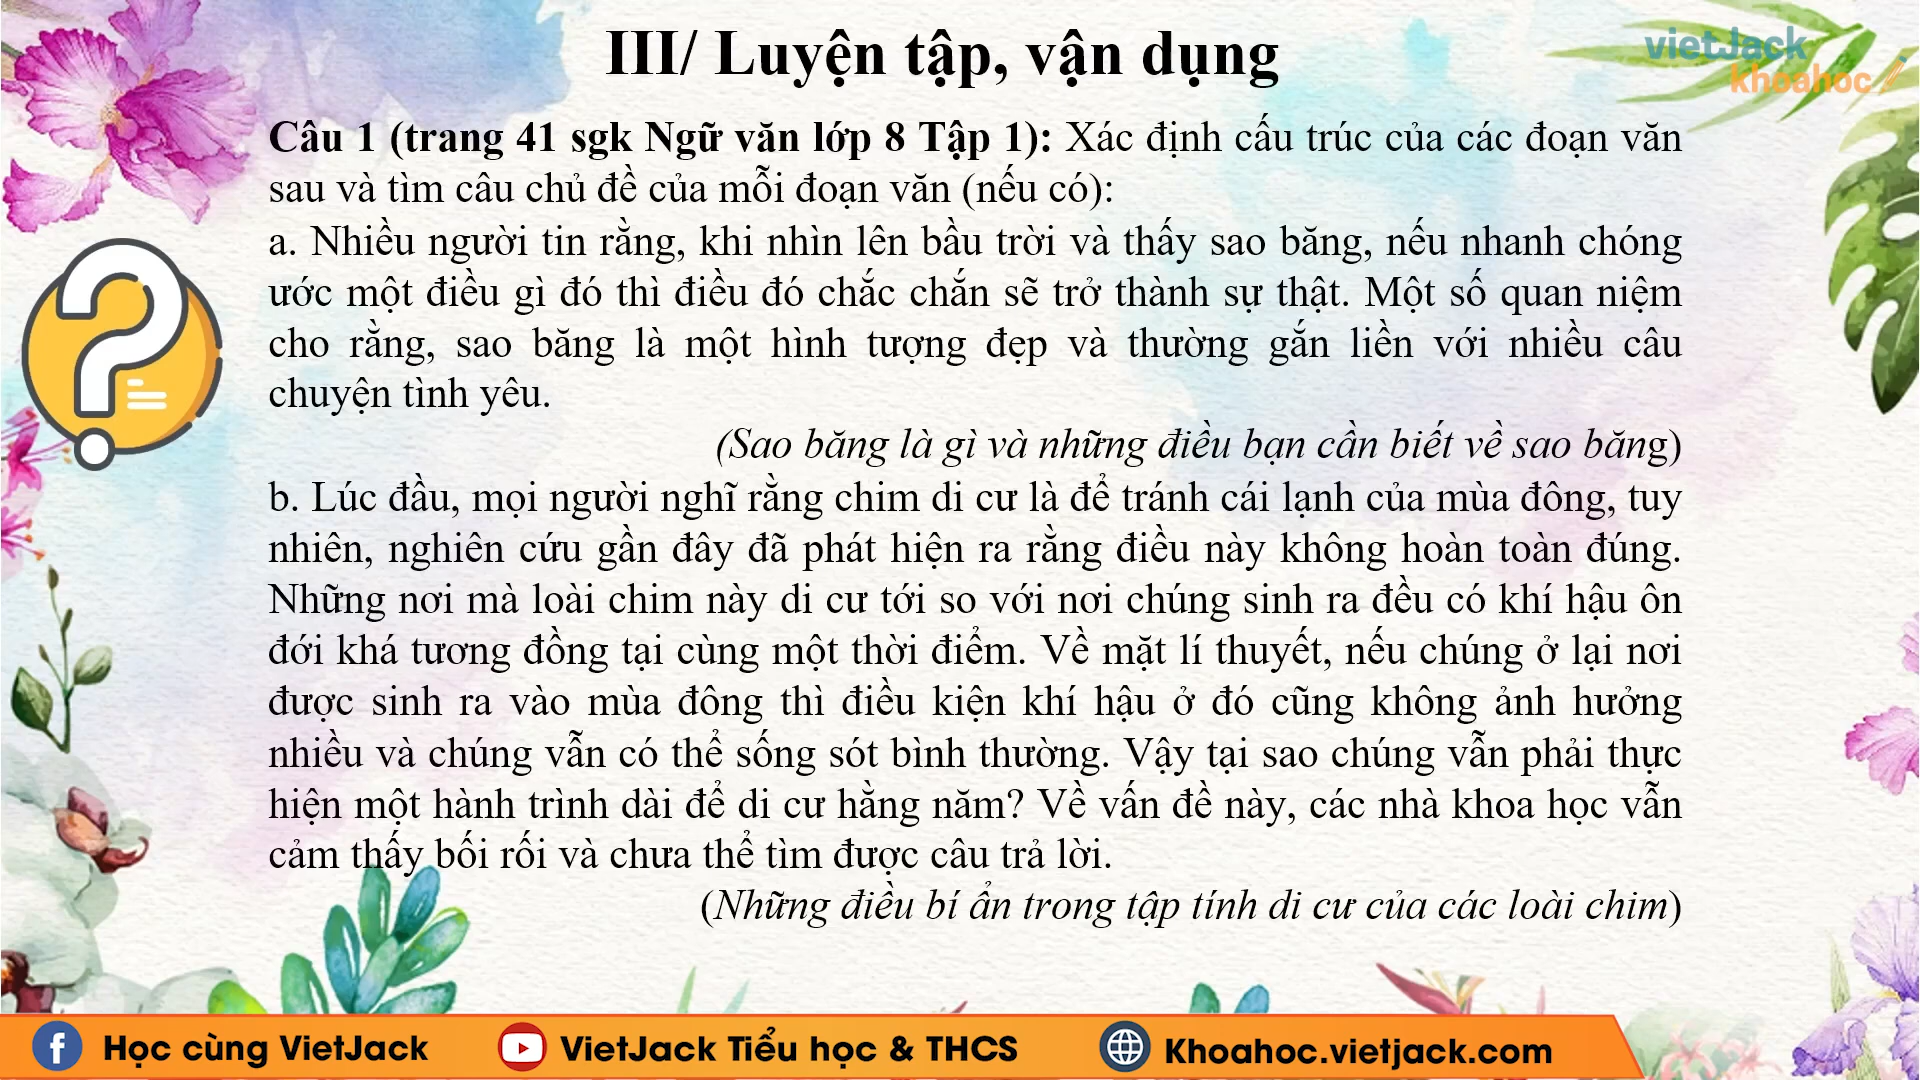 III/ Luyện tập, vận dụng
vietJack
khoahoc
Câu 1 (trang 41 sgk Ngữ văn lớp 8 Tập 1): Xác định cấu trúc của các đoạn văn
sau và tìm câu chủ đề của mỗi đoạn văn (nếu có):
a. Nhiều người tin rằng, khi nhìn lên bầu trời và thấy sao băng, nếu nhanh chóng
ước một điều gì đó thì điều đó chắc chắn sẽ trở thành sự thật. Một số quan niệm
cho rằng, sao băng là một hình tượng đẹp và thường gắn liền với nhiều câu
chuyện tình yêu.
(Sao băng là gì và những điều bạn cần biết về sao băng)
b. Lúc đầu, mọi người nghĩ rằng chim di cư là để tránh cái lạnh của mùa đông, tuy
nhiên, nghiên cứu gần đây đã phát hiện ra rằng điều này không hoàn toàn đúng.
Những nơi mà loài chim này di cư tới so với nơi chúng sinh ra đều có khí hậu ôn
đới khá tương đồng tại cùng một thời điểm. Về mặt lí thuyết, nếu chúng ở lại nơi
được sinh ra vào mùa đông thì điều kiện khí hậu ở đó cũng không ảnh hưởng
nhiều và chúng vẫn có thể sống sót bình thường. Vậy tại sao chúng vẫn phải thực
hiện một hành trình dài để di cư hằng năm? Về vấn đề này, các nhà khoa học vẫn
cảm thấy bối rối và chưa thể tìm được câu trả lời.
(Những điều bí ẩn trong tập tính di cư của các loài chim)
Học cùng VietJack
VietJack Tiểu học & THCS
Khoahoc.vietjack.com